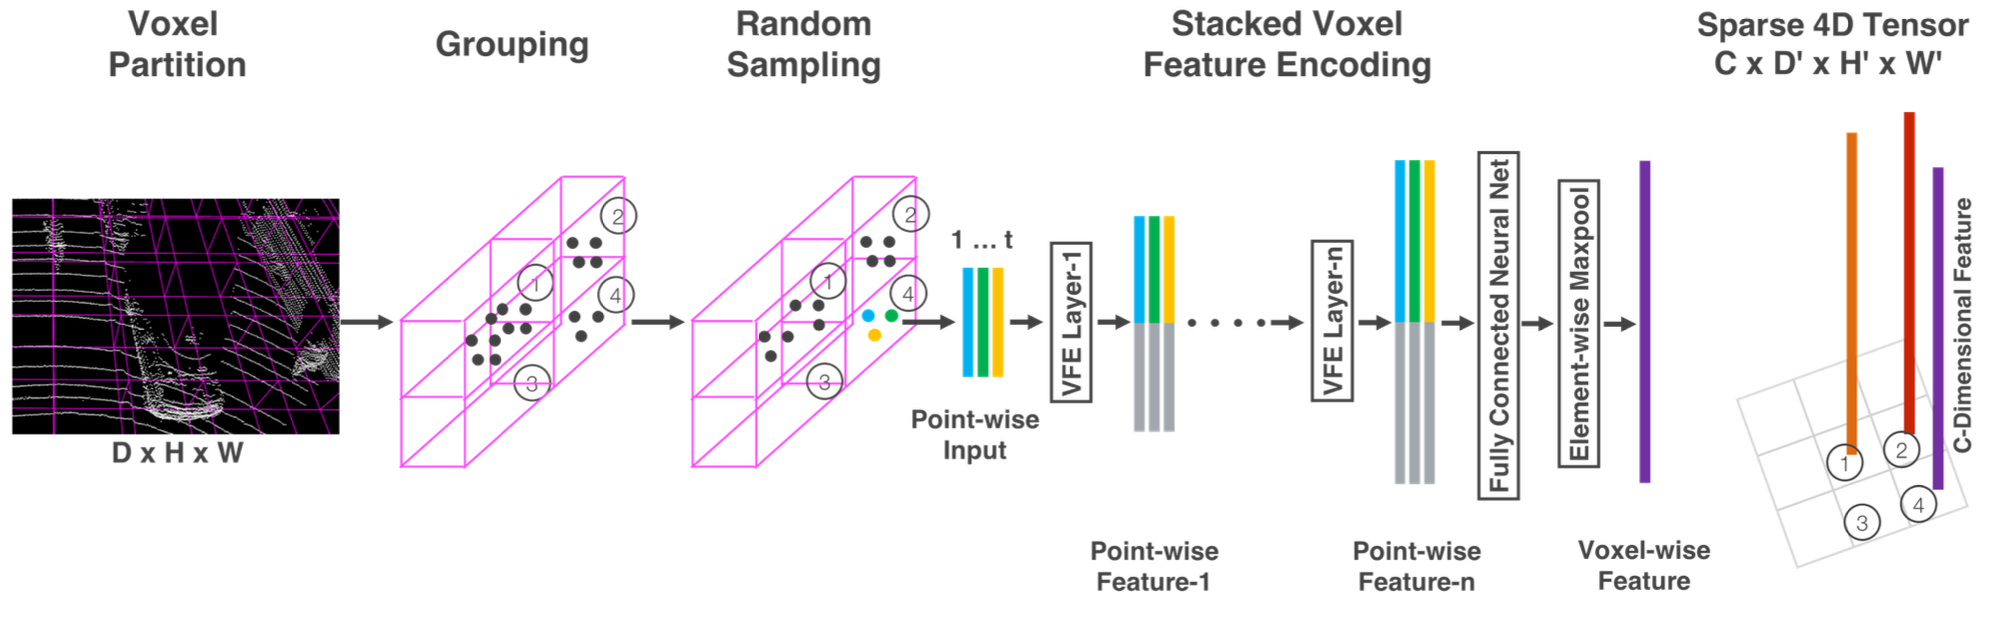 Voxel
Partition
Grouping
Random
Sampling
Stacked Voxel
Feature Encoding
Sparse 4D Tensor
C x D' x H' x W'
D x H x W
1
2
3
4
1
2
3
4
1 ... t
Point-wise
Input
VFE Layer-1
Point-wise
Feature-1
VFE Layer-n
Point-wise
Feature-n
Fully Connected Neural Net
Element-wise Maxpool
Voxel-wise
Feature
1
2
3
4
C-Dimensional Feature